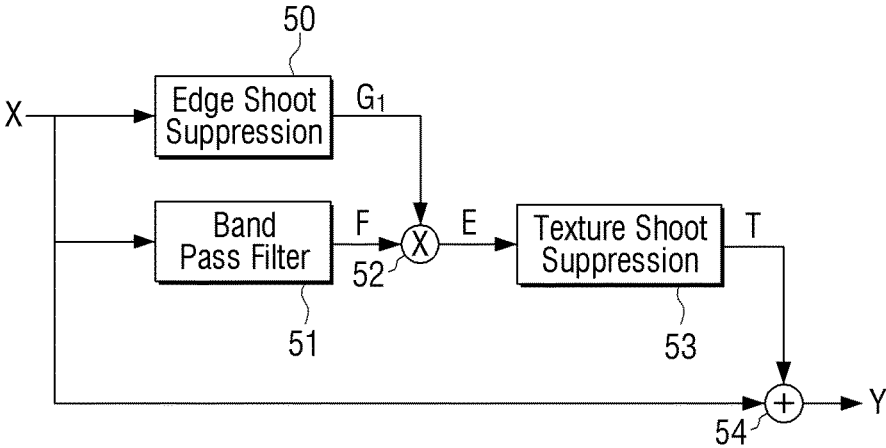 50
X
Edge Shoot
Suppression
G1
Band
Pass Filter
F
X
52
E
Texture Shoot
Suppression
T
51
53
+
54
Y